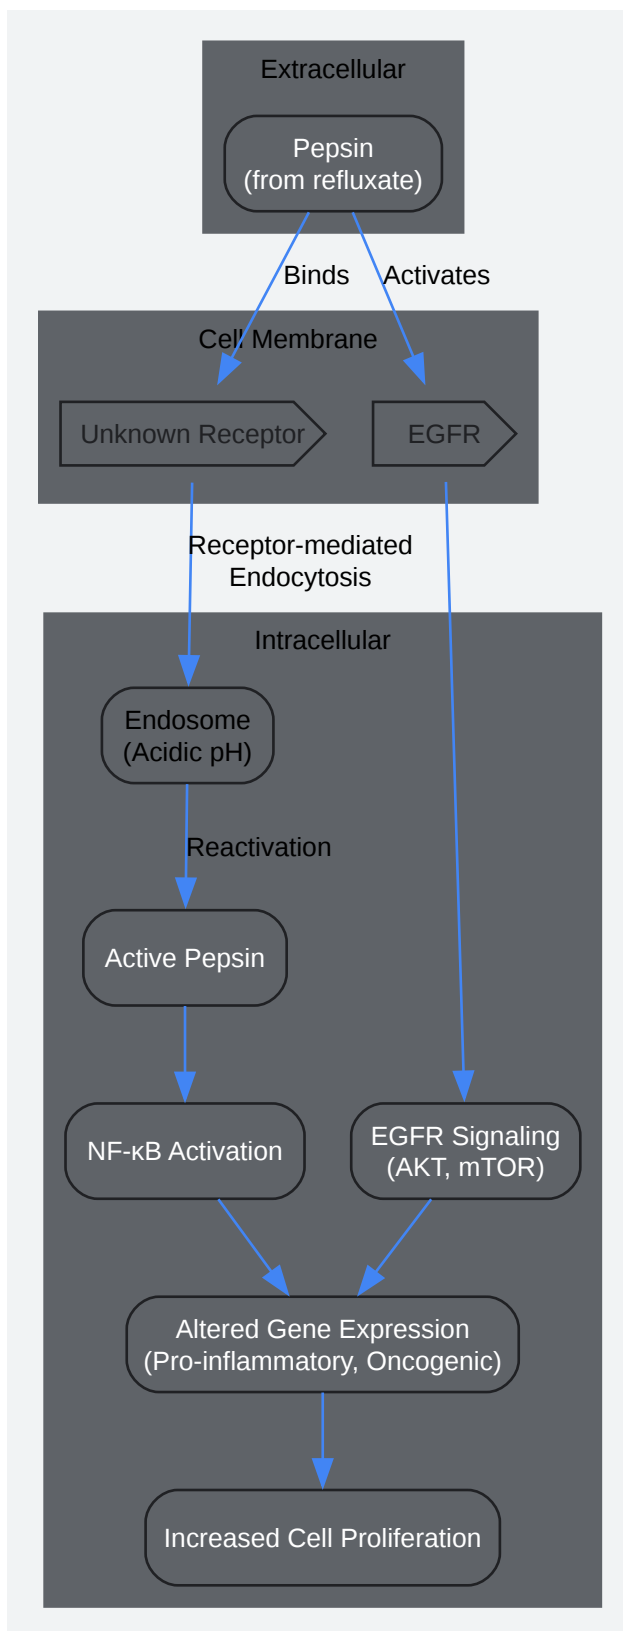 Extracellular
Pepsin
(from refluxate)
Binds
Activates
Cell Membrane
Unknown Receptor
EGFR
Receptor-mediated
Endocytosis
Intracellular
Endosome
(Acidic pH)
Reactivation
Active Pepsin
NF-κB Activation
EGFR Signaling
(AKT, mTOR)
Altered Gene Expression
(Pro-inflammatory, Oncogenic)
Increased Cell Proliferation